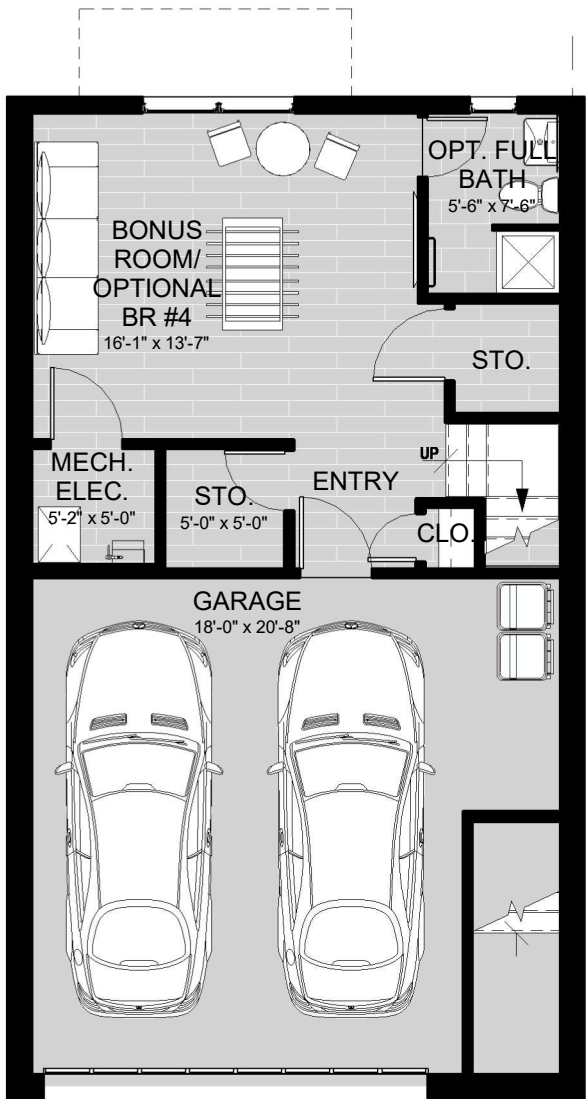 OPT. FULL
BATH
5'-6" x 7'-6"
BONUS
ROOM/
OPTIONAL
BR #4
16'-1" x 13'-7"
STO.
MECH.
ELEC.
5'-2" x 5'-0"
STO.
5'-0" x 5'-0"
ENTRY
UP
CLO.
GARAGE
18'-0" x 20'-8"